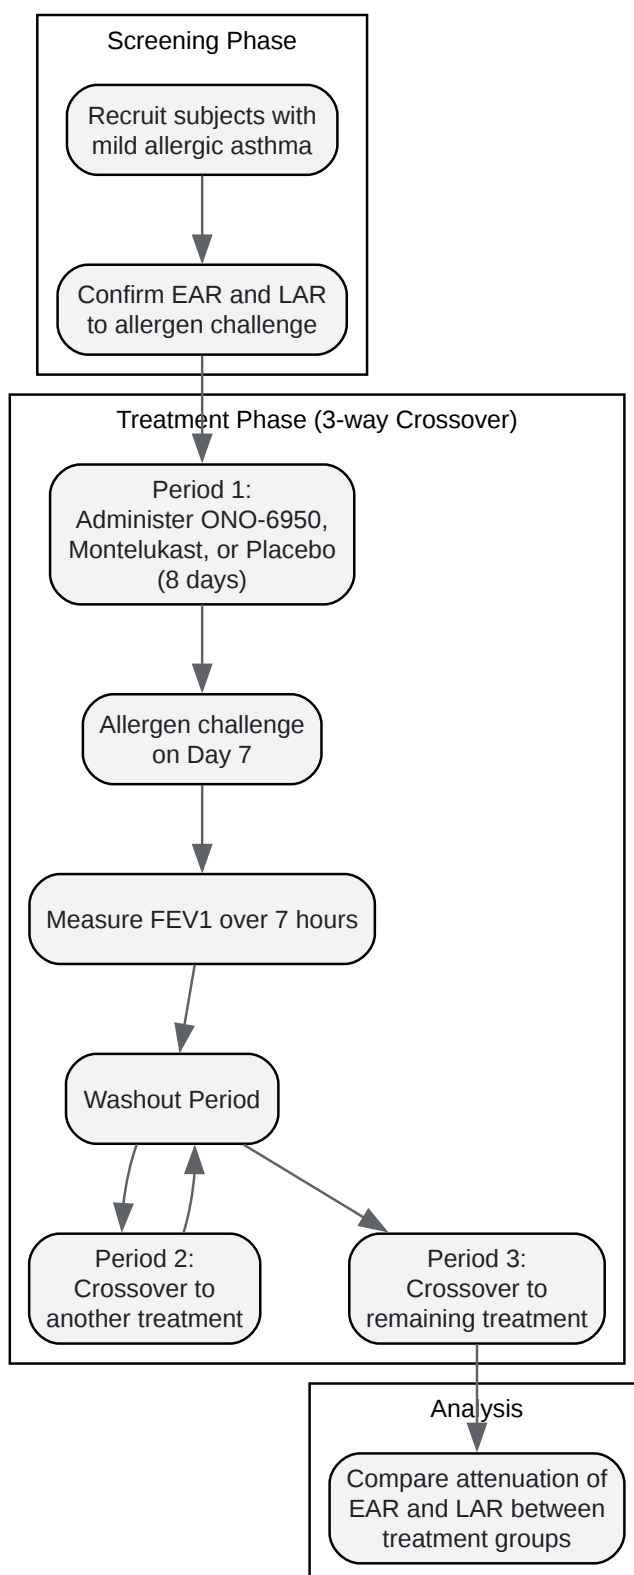 Screening Phase
Recruit subjects with
mild allergic asthma
Confirm EAR and LAR
to allergen challenge
Treatment Phase (3-way Crossover)
Period 1:
Administer ONO-6950,
Montelukast, or Placebo
(8 days)
Allergen challenge
on Day 7
Measure FEV1 over 7 hours
Washout Period
Period 2:
Crossover to
another treatment
Period 3:
Crossover to
remaining treatment
Analysis
Compare attenuation of
EAR and LAR between
treatment groups